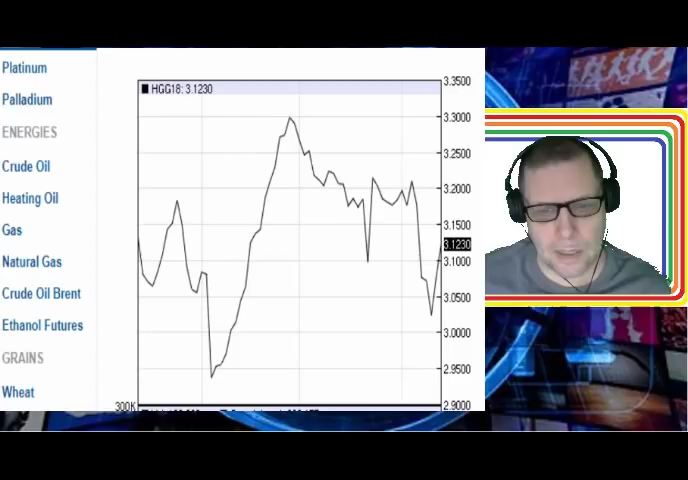 Platinum
Palladium
ENERGIES
Crude Oil
Heating Oil
Gas
Natural Gas
Crude Oil Brent
Ethanol Futures
GRAINS
Wheat
HGG18: 3.1230
3.3500
3.3000
3.2500
3.2000
3.1500
3.1230
3.1000
3.0500
3.0000
2.9500
2.9000
300K